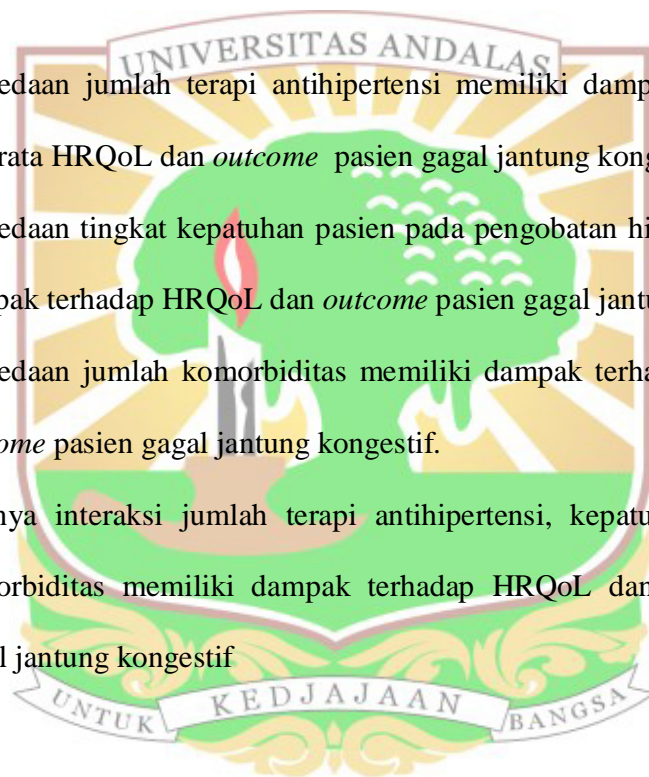 UNIVERSITAS ANDALAS
edaan jumlah terapi antihipertensi memiliki damp
rata HRQoL dan outcome pasien gagal jantung kong
edaan tingkat kepatuhan pasien pada pengobatan hi
pak terhadap HRQoL dan outcome pasien gagal jantu
edaan jumlah komorbiditas memiliki dampak terha
ome pasien gagal jantung kongestif.
nya interaksi jumlah terapi antihipertensi, kepatu
orbiditas memiliki dampak terhadap HRQoL dan
l jantung kongestif
UNTUK KEDJAJAAN BANGSA